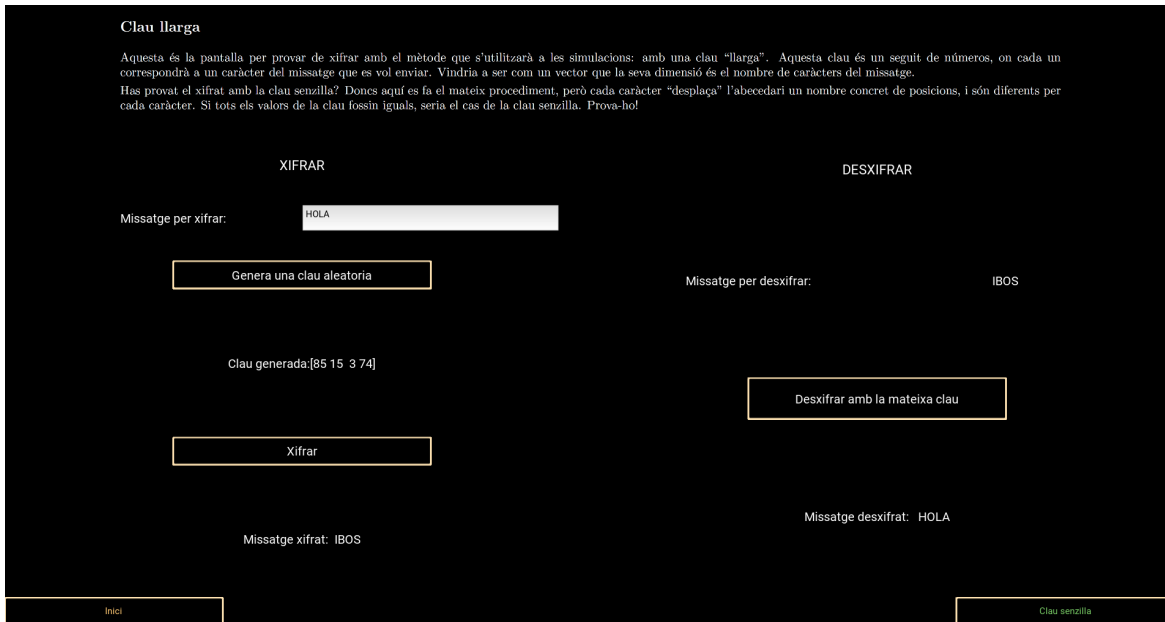 Clau llarga
Aquesta és la pantalla per provar de xifrar amb el mètode que s'utilitzarà a les simulacions: amb una clau “llarga”. Aquesta clau és un seguit de números, on cada un
correspondrà a un caràcter del missatge que es vol enviar. Vindria a ser com un vector que la seva dimensió és el nombre de caràcters del missatge.
Has provat el xifrat amb la clau senzilla? Doncs aquí es fa el mateix procediment, però cada caràcter “desplaça” l'abecedari un nombre concret de posicions, i són diferents per
cada caràcter. Si tots els valors de la clau fossin iguals, seria el cas de la clau senzilla. Prova-ho!
XIFRAR
Missatge per xifrar: HOLA
Genera una clau aleatoria
Clau generada:[85 15  3 74]
Xifrar
Missatge xifrat: IBOS
DESXIFRAR
Missatge per desxifrar: IBOS
Desxifrar amb la mateixa clau
Missatge desxifrat: HOLA
Inici
Clau senzilla